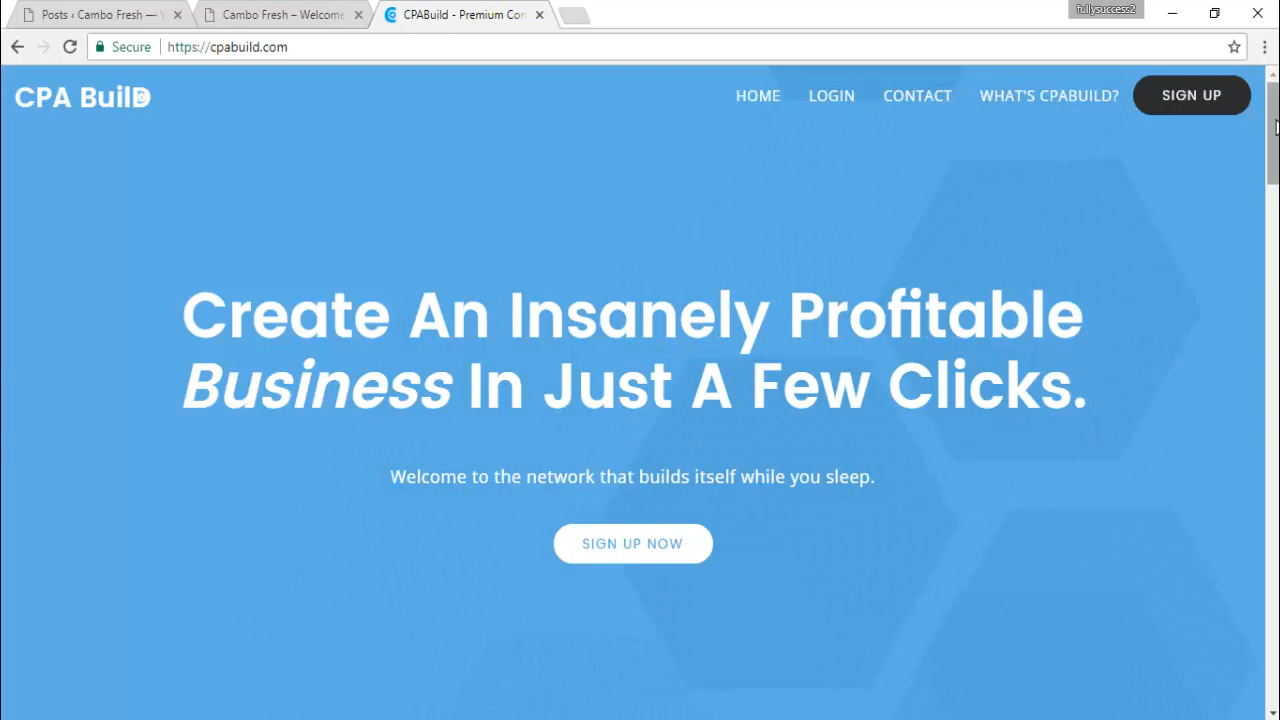 fullysuccess2
Posts ‹ Cambo Fresh — Cambo Fresh – Welcome CPABuild - Premium Con
Secure https://cpabuild.com
CPA BuilD HOME LOGIN CONTACT WHAT'S CPABUILD? SIGN UP
Create An Insanely Profitable
Business In Just A Few Clicks.
Welcome to the network that builds itself while you sleep.
SIGN UP NOW